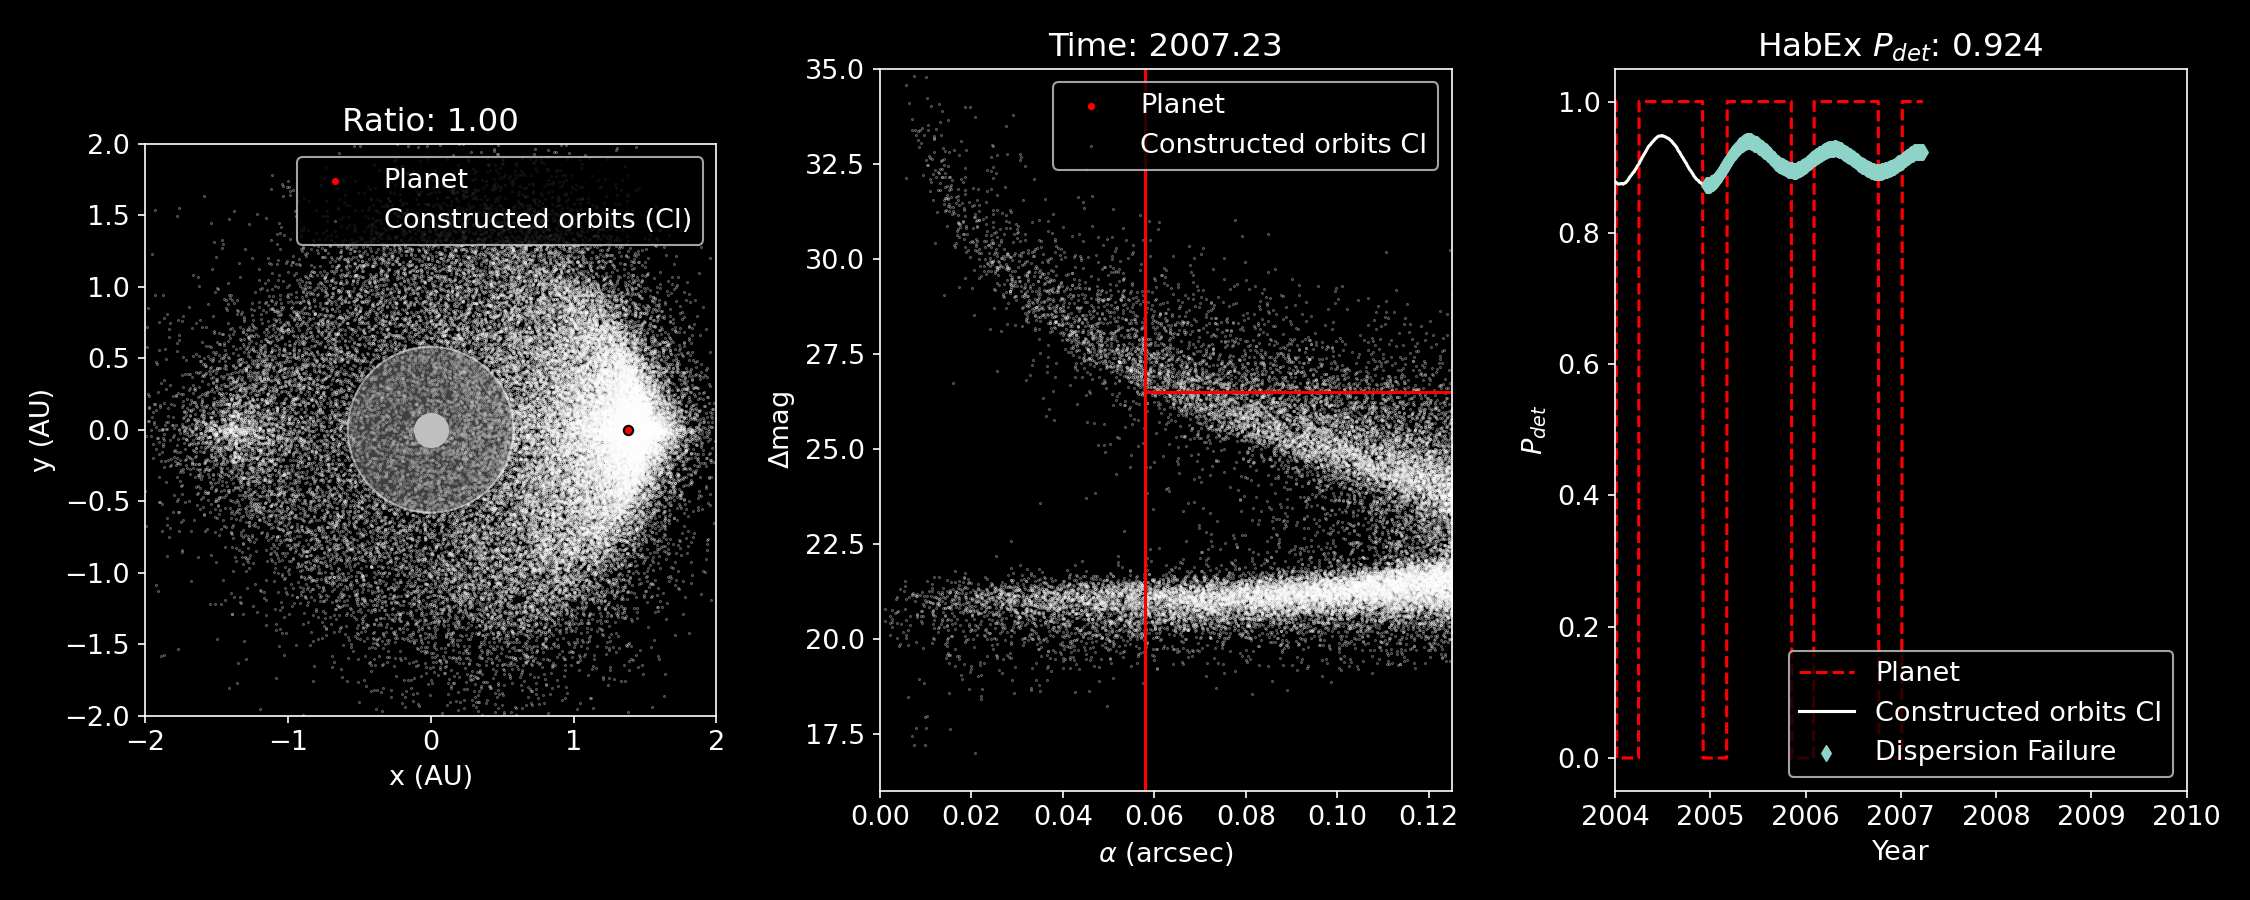 Ratio: 1.00
2.0
1.5
1.0
0.5
0.0
−0.5
−1.0
−1.5
−2.0
−2
−1
0
1
2
x (AU)
y (AU)
Planet
Constructed orbits (CI)
Time: 2007.23
35.0
32.5
30.0
27.5
25.0
22.5
20.0
17.5
0.00
0.02
0.04
0.06
0.08
0.10
0.12
α (arcsec)
Δmag
Planet
Constructed orbits CI
HabEx P_det: 0.924
1.0
0.8
0.6
0.4
0.2
0.0
2004
2005
2006
2007
2008
2009
2010
Year
P_det
Planet
Constructed orbits CI
Dispersion Failure